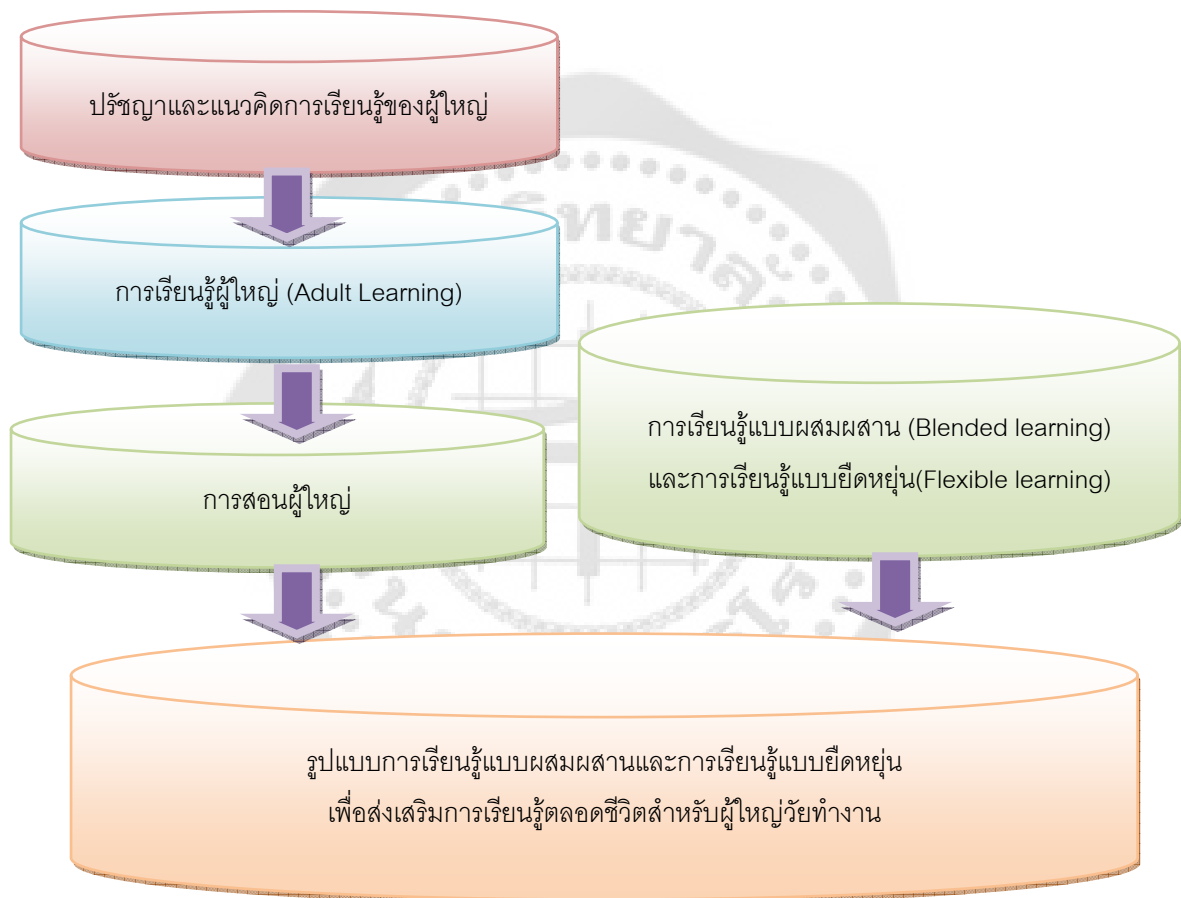 ปรัชญาและแนวคิดการเรียนรู้ของผู้ใหญ่
การเรียนรู้ผู้ใหญ่ (Adult Learning)
การสอนผู้ใหญ่
การเรียนรู้แบบผสมผสาน (Blended learning)
และการเรียนรู้แบบยืดหยุ่น(Flexible learning)
รูปแบบการเรียนรู้แบบผสมผสานและการเรียนรู้แบบยืดหยุ่น
เพื่อส่งเสริมการเรียนรู้ตลอดชีวิตสำหรับผู้ใหญ่วัยทำงาน